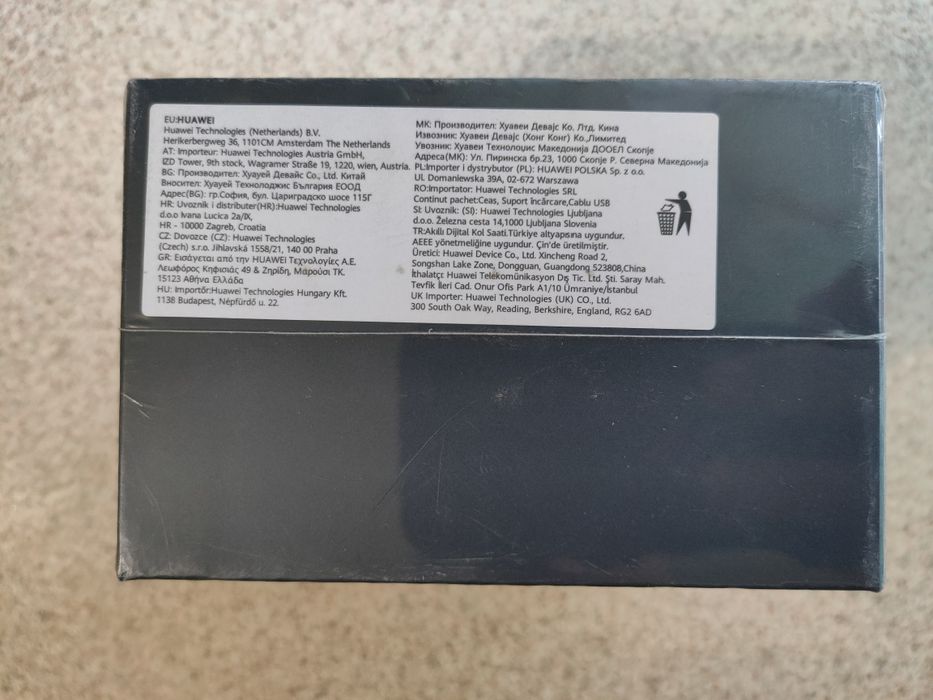 EU:HUAWEI
Huawei Technologies (Netherlands) B.V.
Herikerbergweg 36, 1101CM Amsterdam The Netherlands
AT: Importeur: Huawei Technologies Austria GmbH,
IZD Tower, 9th stock, Wagramer Straße 19, 1220, wien, Austria.
BG: Производител: Хуауей Девайс Со., Ltd. Китай
Вносител: Хуауей Технолоджис България ЕООД
Адрес(BG): гр.София, бул. Цариградско шосе 115Г
HR: Uvoznik i distributer(HR):Huawei Technologies
d.o.o Ivana Lucica 2a/IX,
HR - 10000 Zagreb, Croatia
CZ: Dovozce (CZ): Huawei Technologies
(Czech) s.r.o. Jihlavská 1558/21, 140 00 Praha
GR: Εισάγεται από την HUAWEI Τεχνολογίες Α.Ε.
Λεωφόρος Κηφισιάς 49 & Ζηρίδη, Μαρούσι ΤΚ.
15123 Αθήνα Ελλάδα
HU: Importőr:Huawei Technologies Hungary Kft.
1138 Budapest, Népfürdő u. 22.
МК: Производител: Хуавеи Девајс Ко. Лтд. Кина
Извозник: Хуавеи Девајс (Хонг Конг) Ко.,Лимитед
Увозник: Хуавеи Технолоџис Македонија ДООЕЛ Скопје
Адреса(МК): Ул. Пиринска бр.23, 1000 Скопје Р. Северна Македонија
PL:Importer i dystrybutor (PL): HUAWEI POLSKA Sp. z o.o.
UL Domaniewska 39A, 02-672 Warszawa
RO:Importator: Huawei Technologies SRL
Continut pachet:Ceas, Suport încărcare,Cablu USB
SI: Uvoznik: (SI): Huawei Technologies Ljubljana
d.o.o. Železna cesta 14,1000 Ljubljana Slovenia
TR:Akıllı Dijital Kol Saati.Türkiye altyapısına uygundur.
AEEE yönetmeliğine uygundur. Çin'de üretilmiştir.
Üretici: Huawei Device Co., Ltd. Xincheng Road 2,
Songshan Lake Zone, Dongguan, Guangdong 523808,China
İthalatçı: Huawei Telekomünikasyon Dış Tic. Ltd. Şti. Saray Mah.
Tevfik İleri Cad. Onur Ofis Park A1/10 Ümraniye/İstanbul
UK Importer: Huawei Technologies (UK) CO., Ltd.
300 South Oak Way, Reading, Berkshire, England, RG2 6AD